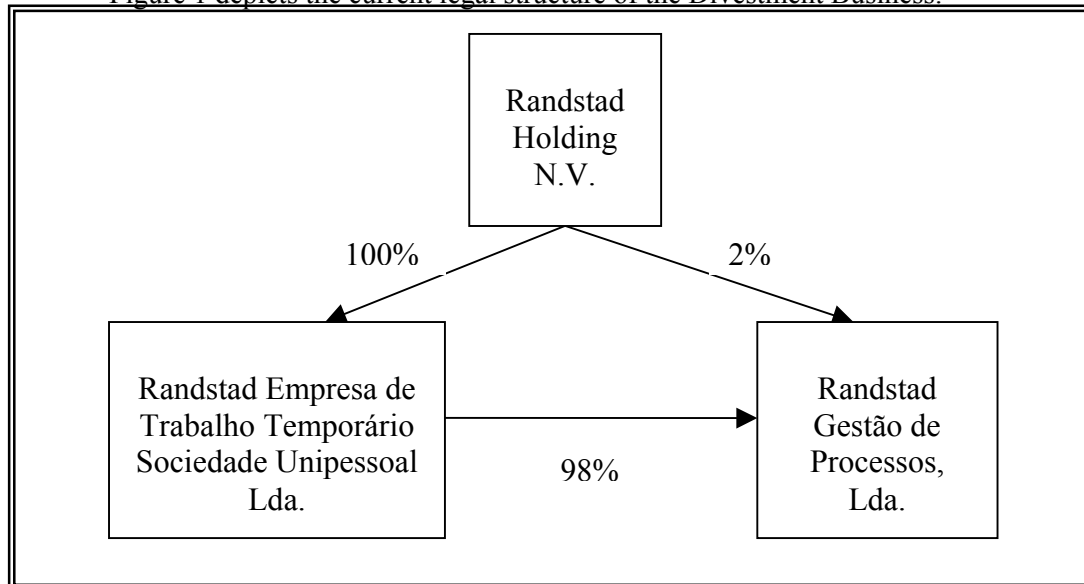 Figure 1 depicts the current legal structure of the Divestment Business.
Randstad
Holding
N.V.
100%
2%
Randstad Empresa de
Trabalho Temporário
Sociedade Unipessoal
Lda.
98%
Randstad
Gestão de
Processos,
Lda.